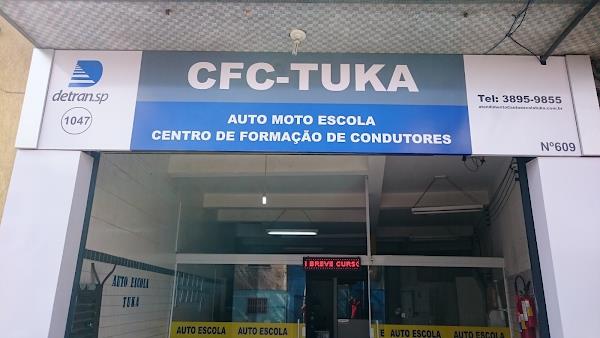 detran.sp
1047
CFC-TUKA
AUTO MOTO ESCOLA
CENTRO DE FORMAÇÃO DE CONDUTORES
Tel: 3895-9855
Nº609
BREVE CURSO
AUTO ESCOLA
TUKA
AUTO ESCOLA AUTO ESCOLA AUTO ESCOLA AUTO ESCOLA